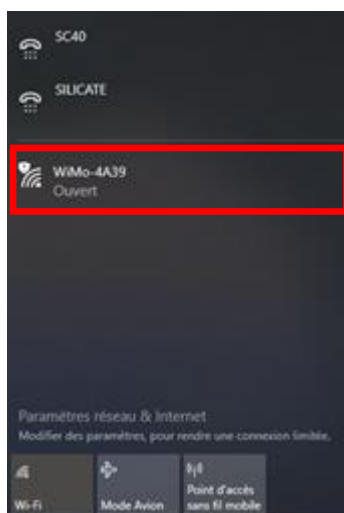 SC40
SILICATE
WiMo-4A39
Ouvert
Paramètres réseau & Internet
Modifier des paramètres, pour rendre une connexion limitée.
Wi-Fi
Mode Avion
Point d'accès
sans fil mobile